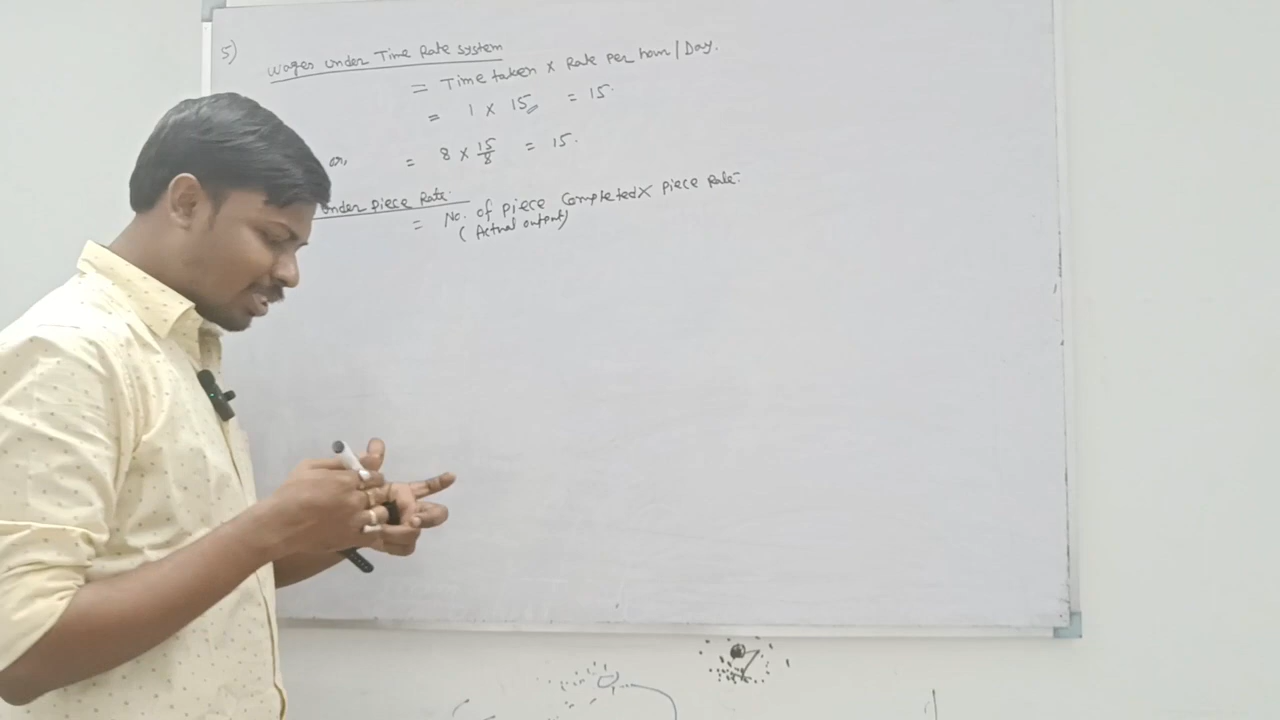 5)
Wages under Time Rate system
= Time taken × Rate per hour / Day.
= 1 × 15 = 15.
or, = 8 × 15/8 = 15.
under piece Rate.
= No. of piece completed × piece Rate.
(Actual output)